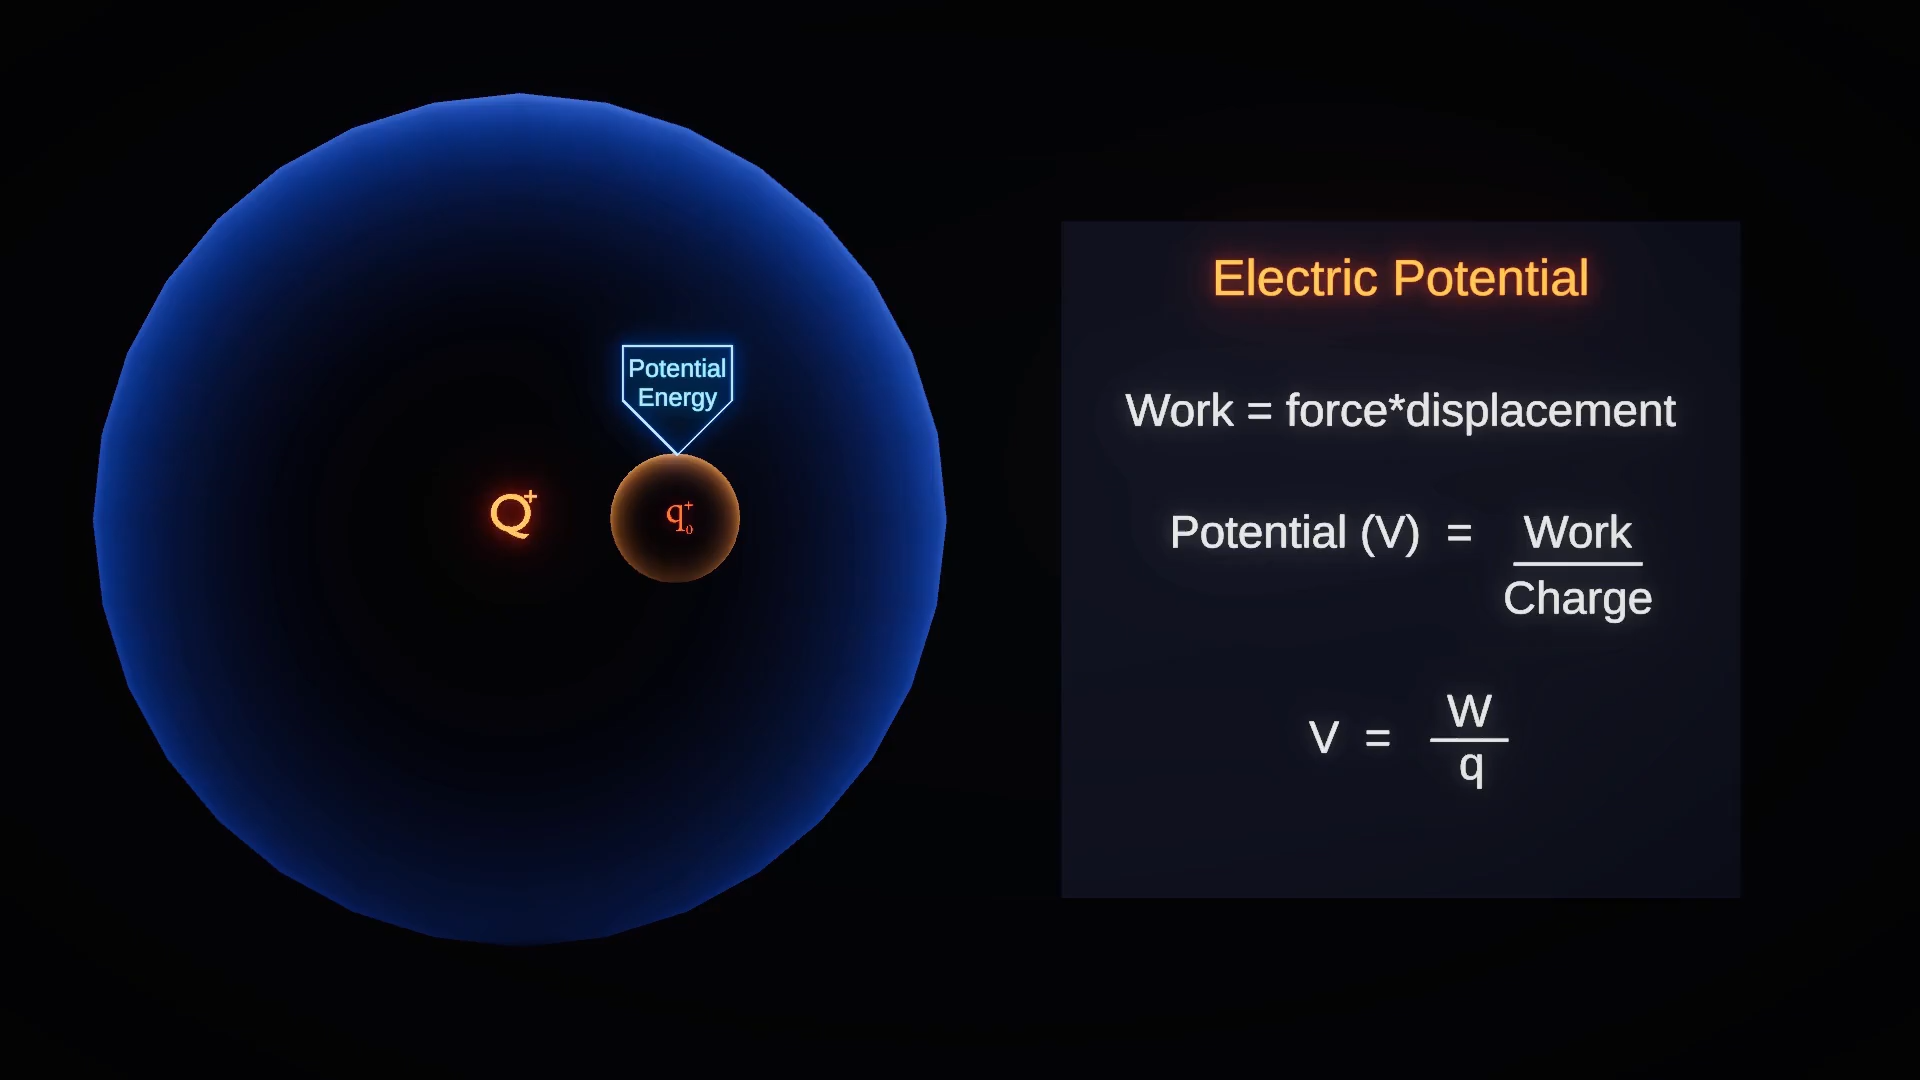 Potential
Energy
Q⁺
q₀⁺
Electric Potential
Work = force*displacement
Potential (V) = Work
Charge
V = W
q